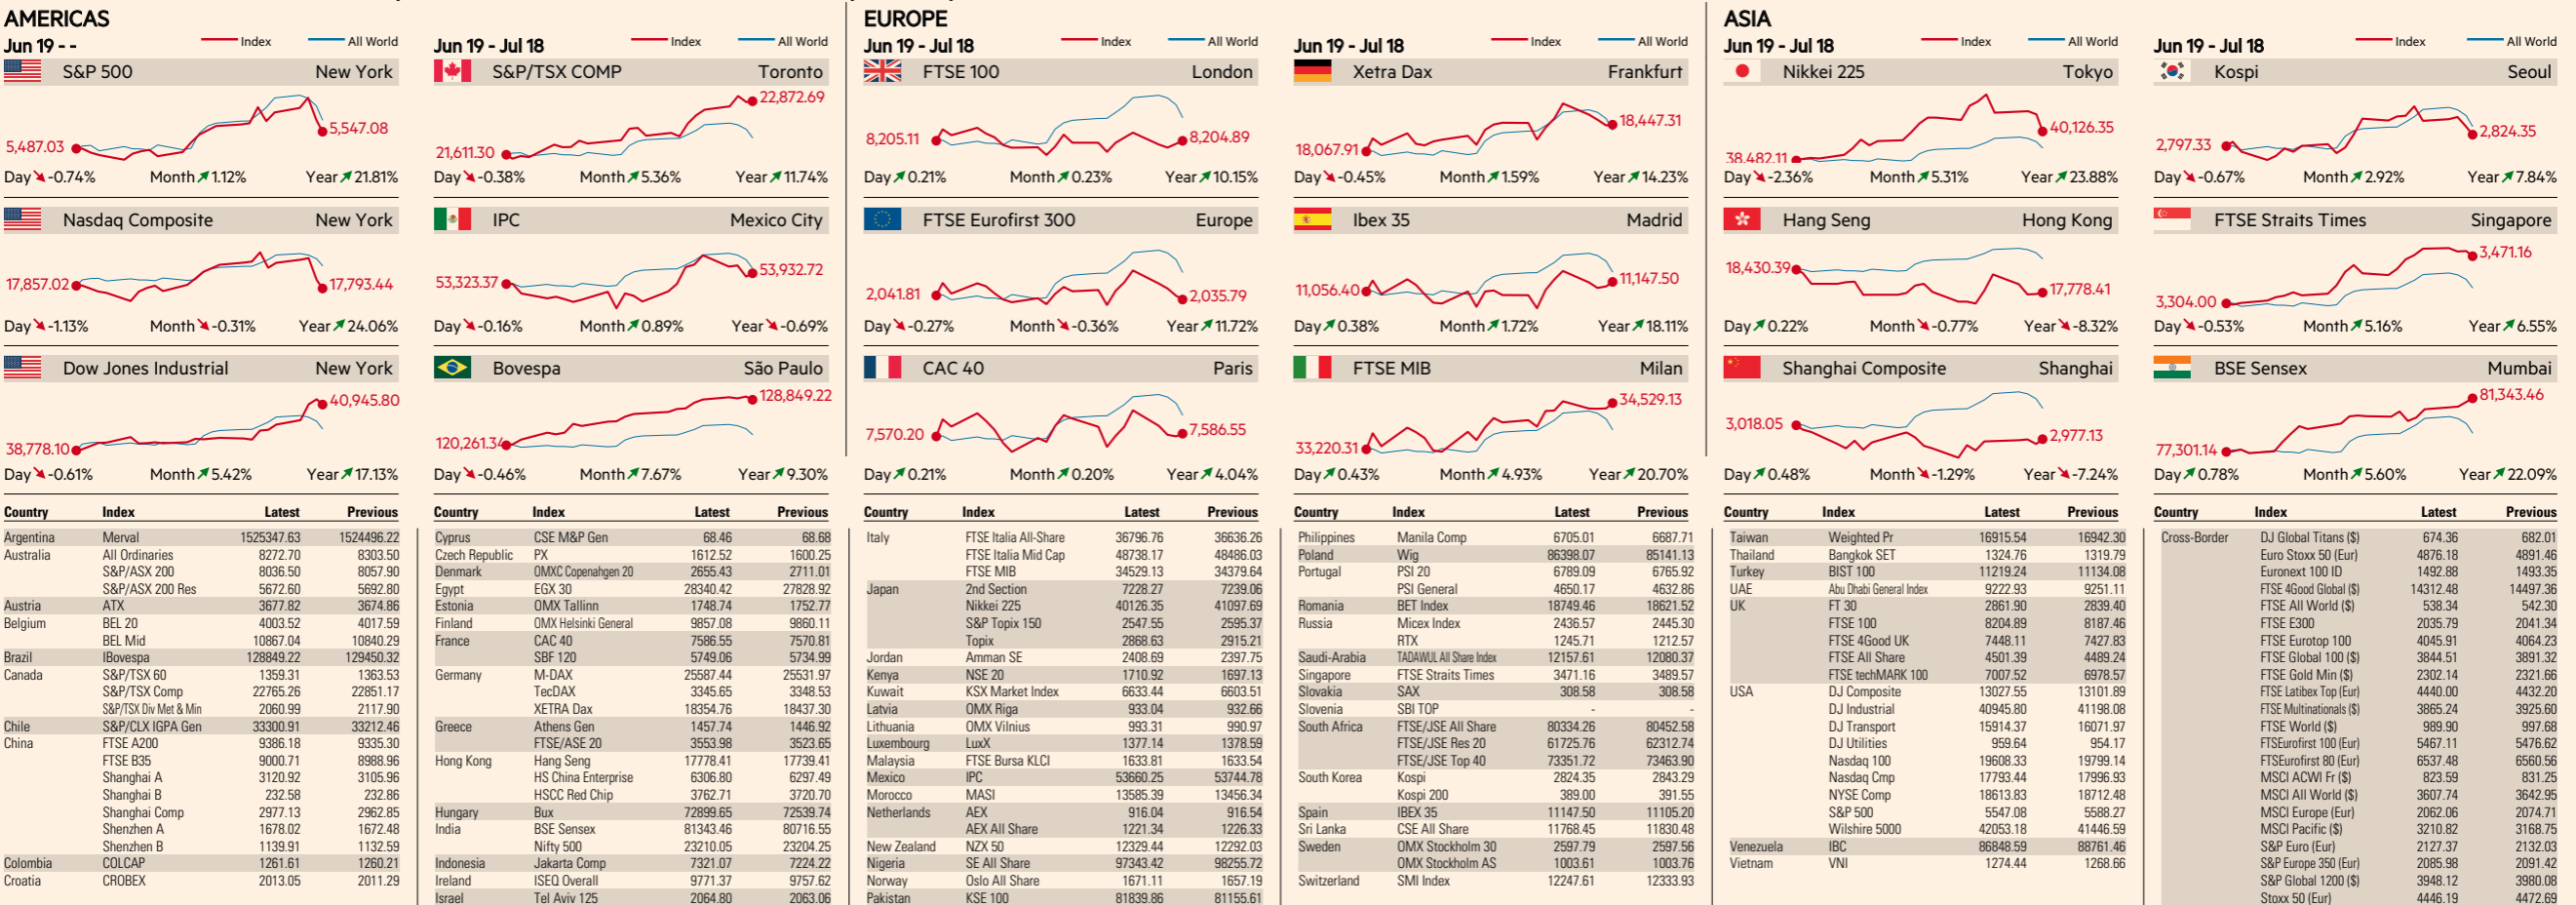 AMERICAS
Jun 19 - - Index All World
S&P 500 New York
5,487.03 5,547.08
Day -0.74% Month 1.12% Year 21.81%
Nasdaq Composite New York
17,857.02 17,793.44
Day -1.13% Month -0.31% Year 24.06%
Dow Jones Industrial New York
38,778.10 40,945.80
Day -0.61% Month 5.42% Year 17.13%
Jun 19 - Jul 18 Index All World
S&P/TSX COMP Toronto
21,611.30 22,872.69
Day -0.38% Month 5.36% Year 11.74%
IPC Mexico City
53,323.37 53,932.72
Day -0.16% Month 0.89% Year -0.69%
Bovespa São Paulo
120,261.34 128,849.22
Day -0.46% Month 7.67% Year 9.30%
EUROPE
Jun 19 - Jul 18 Index All World
FTSE 100 London
8,205.11 8,204.89
Day 0.21% Month 0.23% Year 10.15%
FTSE Eurofirst 300 Europe
2,041.81 2,035.79
Day -0.27% Month -0.36% Year 11.72%
CAC 40 Paris
7,570.20 7,586.55
Day 0.21% Month 0.20% Year 4.04%
Jun 19 - Jul 18 Index All World
Xetra Dax Frankfurt
18,067.91 18,447.31
Day -0.45% Month 1.59% Year 14.23%
Ibex 35 Madrid
11,056.40 11,147.50
Day 0.38% Month 1.72% Year 18.11%
FTSE MIB Milan
33,220.31 34,529.13
Day 0.43% Month 4.93% Year 20.70%
ASIA
Jun 19 - Jul 18 Index All World
Nikkei 225 Tokyo
38,482.11 40,126.35
Day -2.36% Month 5.31% Year 23.88%
Hang Seng Hong Kong
18,430.39 17,778.41
Day 0.22% Month -0.77% Year -8.32%
Shanghai Composite Shanghai
3,018.05 2,977.13
Day 0.48% Month -1.29% Year -7.24%
Jun 19 - Jul 18 Index All World
Kospi Seoul
2,797.33 2,824.35
Day -0.67% Month 2.92% Year 7.84%
FTSE Straits Times Singapore
3,304.00 3,471.16
Day -0.53% Month 5.16% Year 6.55%
BSE Sensex Mumbai
77,301.14 81,343.46
Day 0.78% Month 5.60% Year 22.09%
Country Index Latest Previous
Argentina Merval 1525347.63 1524496.22
Australia All Ordinaries 8272.70 8303.50
S&P/ASX 200 8036.50 8057.90
S&P/ASX 200 Res 5672.60 5692.80
Austria ATX 3677.82 3674.86
Belgium BEL 20 4003.52 4017.59
BEL Mid 10867.04 10840.29
Brazil IBovespa 128849.22 129450.32
Canada S&P/TSX 60 1359.31 1363.53
S&P/TSX Comp 22765.26 22851.17
S&P/TSX Div Met & Min 2060.99 2117.90
Chile S&P/CLX IGPA Gen 33300.91 33212.46
China FTSE A200 9386.18 9335.30
FTSE B35 9000.71 8988.96
Shanghai A 3120.92 3105.96
Shanghai B 232.58 232.86
Shanghai Comp 2977.13 2962.85
Shenzhen A 1678.02 1672.48
Shenzhen B 1139.91 1132.59
Colombia COLCAP 1261.61 1260.21
Croatia CROBEX 2013.05 2011.29
Country Index Latest Previous
Cyprus CSE M&P Gen 68.46 68.68
Czech Republic PX 1612.52 1600.25
Denmark OMXC Copenahgen 20 2655.43 2711.01
Egypt EGX 30 28340.42 27828.92
Estonia OMX Tallinn 1748.74 1752.77
Finland OMX Helsinki General 9857.08 9860.11
France CAC 40 7586.55 7570.81
SBF 120 5749.06 5734.99
Germany M-DAX 25587.44 25531.97
TecDAX 3345.65 3348.53
XETRA Dax 18354.76 18437.30
Greece Athens Gen 1457.74 1446.92
FTSE/ASE 20 3553.98 3523.65
Hong Kong Hang Seng 17778.41 17739.41
HS China Enterprise 6306.80 6297.49
HSCC Red Chip 3762.71 3720.70
Hungary Bux 72899.65 72539.74
India BSE Sensex 81343.46 80716.55
Nifty 500 23210.05 23204.25
Indonesia Jakarta Comp 7321.07 7224.22
Ireland ISEQ Overall 9771.37 9757.62
Israel Tel Aviv 125 2064.80 2063.06
Country Index Latest Previous
Italy FTSE Italia All-Share 36796.76 36636.26
FTSE Italia Mid Cap 48738.17 48486.03
FTSE MIB 34529.13 34379.64
Japan 2nd Section 7228.27 7239.06
Nikkei 225 40126.35 41097.69
S&P Topix 150 2547.55 2595.37
Topix 2868.63 2915.21
Jordan Amman SE 2408.69 2397.75
Kenya NSE 20 1710.92 1697.13
Kuwait KSX Market Index 6633.44 6603.51
Latvia OMX Riga 933.04 932.66
Lithuania OMX Vilnius 993.31 990.97
Luxembourg LuxX 1377.14 1378.59
Malaysia FTSE Bursa KLCI 1633.81 1633.54
Mexico IPC 53660.25 53744.78
Morocco MASI 13585.39 13456.34
Netherlands AEX 916.04 916.54
AEX All Share 1221.34 1226.33
New Zealand NZX 50 12329.44 12292.03
Nigeria SE All Share 97343.42 98255.72
Norway Oslo All Share 1671.11 1657.19
Pakistan KSE 100 81839.86 81155.61
Country Index Latest Previous
Philippines Manila Comp 6705.01 6687.71
Poland Wig 86398.07 85141.13
Portugal PSI 20 6789.09 6765.92
PSI General 4650.17 4632.86
Romania BET Index 18749.46 18621.52
Russia Micex Index 2436.57 2445.30
RTX 1245.71 1212.57
Saudi-Arabia TADAWUL All Share Index 12157.61 12080.37
Singapore FTSE Straits Times 3471.16 3489.57
Slovakia SAX 308.58 308.58
Slovenia SBI TOP - -
South Africa FTSE/JSE All Share 80334.26 80452.58
FTSE/JSE Res 20 61725.76 62312.74
FTSE/JSE Top 40 73351.72 73463.90
South Korea Kospi 2824.35 2843.29
Kospi 200 389.00 391.55
Spain IBEX 35 11147.50 11105.20
Sri Lanka CSE All Share 11768.45 11830.48
Sweden OMX Stockholm 30 2597.79 2597.56
OMX Stockholm AS 1003.61 1003.76
Switzerland SMI Index 12247.61 12333.93
Country Index Latest Previous
Taiwan Weighted Pr 16915.54 16942.30
Thailand Bangkok SET 1324.76 1319.79
Turkey BIST 100 11219.24 11134.08
UAE Abu Dhabi General Index 9222.93 9251.11
UK FT 30 2861.90 2839.40
FTSE 100 8204.89 8187.46
FTSE 4Good UK 7448.11 7427.83
FTSE All Share 4501.39 4489.24
FTSE techMARK 100 7007.52 6978.57
USA DJ Composite 13027.55 13101.89
DJ Industrial 40945.80 41198.08
DJ Transport 15914.37 16071.97
DJ Utilities 959.64 954.17
Nasdaq 100 19608.33 19799.14
Nasdaq Cmp 17793.44 17996.93
NYSE Comp 18613.83 18712.48
S&P 500 5547.08 5588.27
Wilshire 5000 42053.18 41446.59
Venezuela IBC 86848.59 88761.46
Vietnam VNI 1274.44 1268.66
Country Index Latest Previous
Cross-Border DJ Global Titans ($) 674.36 682.01
Euro Stoxx 50 (Eur) 4876.18 4891.46
Euronext 100 ID 1492.88 1493.35
FTSE 4Good Global ($) 14312.48 14497.36
FTSE All World ($) 538.34 542.30
FTSE E300 2035.79 2041.34
FTSE Eurotop 100 4045.91 4064.23
FTSE Global 100 ($) 3844.51 3891.32
FTSE Gold Min ($) 2302.14 2321.66
FTSE Latibex Top (Eur) 4440.00 4432.20
FTSE Multinationals ($) 3865.24 3925.60
FTSE World ($) 989.90 997.68
FTSEurofirst 100 (Eur) 5467.11 5476.62
FTSEurofirst 80 (Eur) 6537.48 6560.56
MSCI ACWI Fr ($) 823.59 831.25
MSCI All World ($) 3607.74 3642.95
MSCI Europe (Eur) 2062.06 2074.71
MSCI Pacific ($) 3210.82 3168.75
S&P Euro (Eur) 2127.37 2132.03
S&P Europe 350 (Eur) 2085.98 2091.42
S&P Global 1200 ($) 3948.12 3980.08
Stoxx 50 (Eur) 4446.19 4472.69